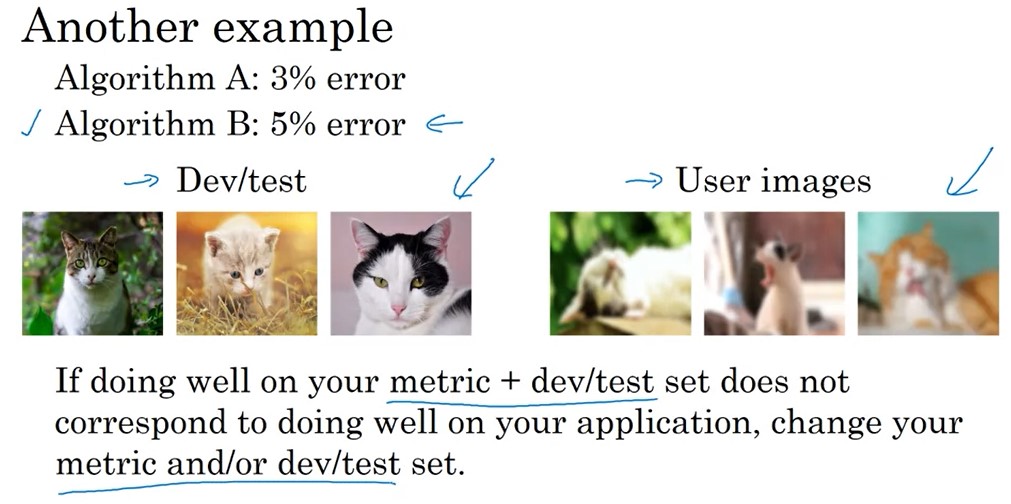 Another example
Algorithm A: 3% error
✓ Algorithm B: 5% error ←
→ Dev/test
→ User images
If doing well on your metric + dev/test set does not
correspond to doing well on your application, change your
metric and/or dev/test set.